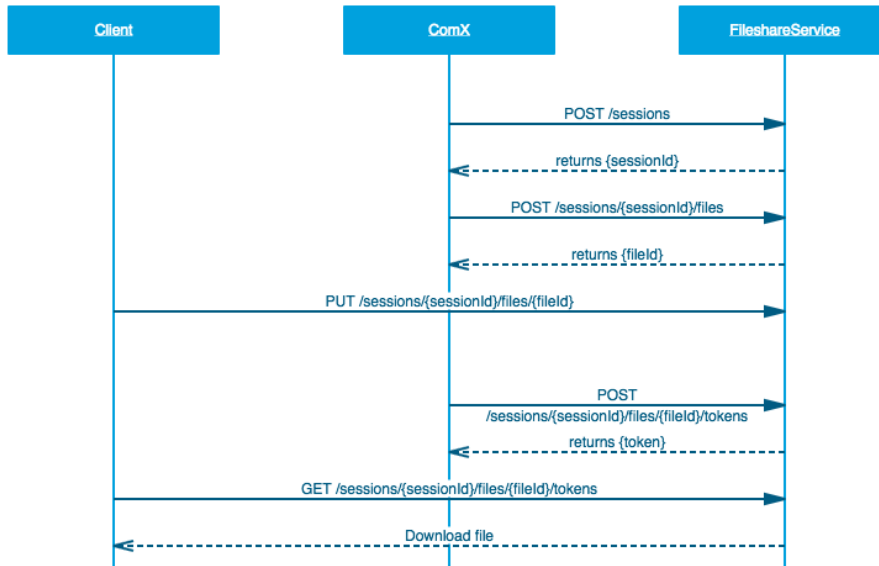 Client
ComX
FileshareService
POST /sessions
returns {sessionId}
POST /sessions/{sessionId}/files
returns {fileId}
PUT /sessions/{sessionId}/files/{fileId}
POST
/sessions/{sessionId}/files/{fileId}/tokens
returns {token}
GET /sessions/{sessionId}/files/{fileId}/tokens
Download file